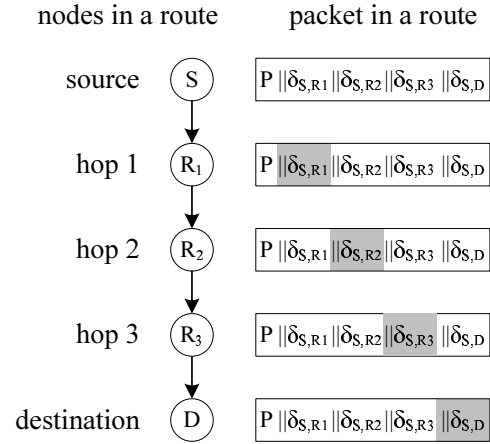 nodes in a route packet in a route
source S P ||δS,R1||δS,R2||δS,R3 ||δS,D
hop 1 R1 P ||δS,R1||δS,R2||δS,R3 ||δS,D
hop 2 R2 P ||δS,R1||δS,R2||δS,R3 ||δS,D
hop 3 R3 P ||δS,R1||δS,R2||δS,R3 ||δS,D
destination D P ||δS,R1||δS,R2||δS,R3 ||δS,D